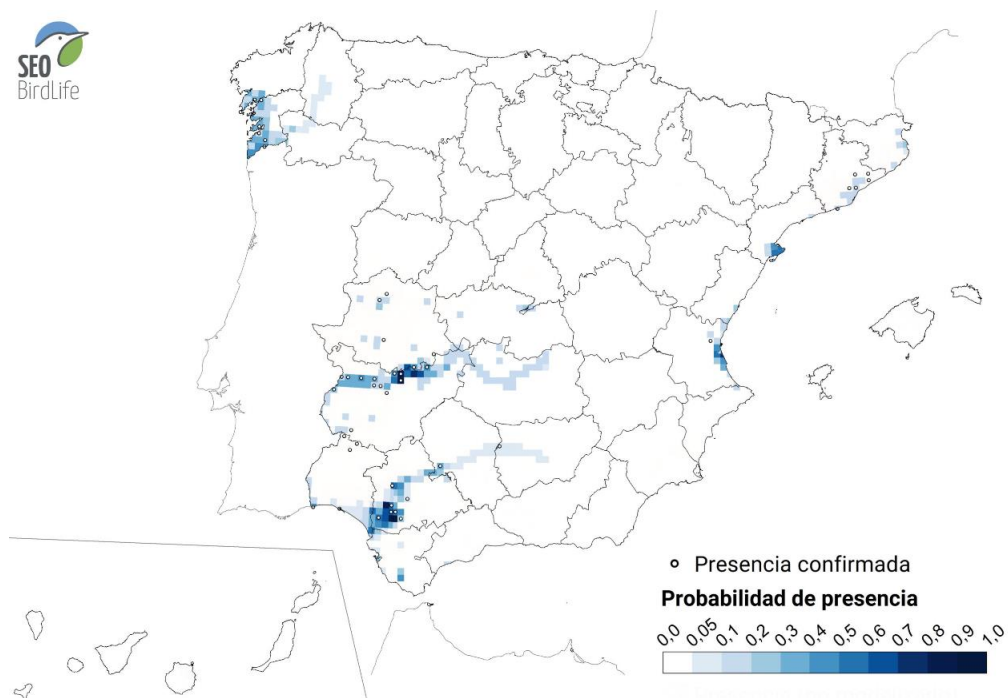 SEO
BirdLife
Presencia confirmada
Probabilidad de presencia
0,0 0,05 0,1 0,2 0,3 0,4 0,5 0,6 0,7 0,8 0,9 1,0